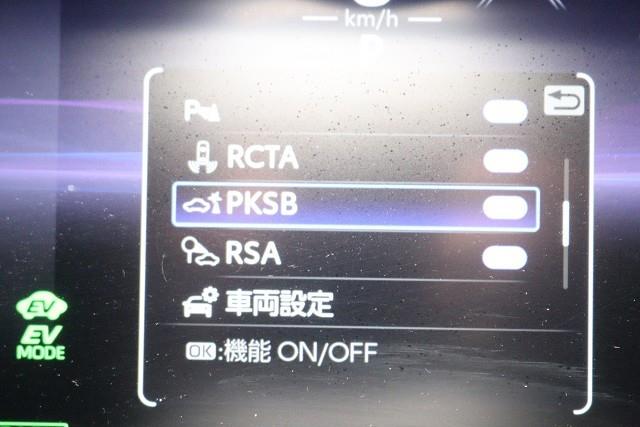 km/h
P
RCTA
PKSB
RSA
車両設定
OK:機能 ON/OFF
EV
EV
MODE